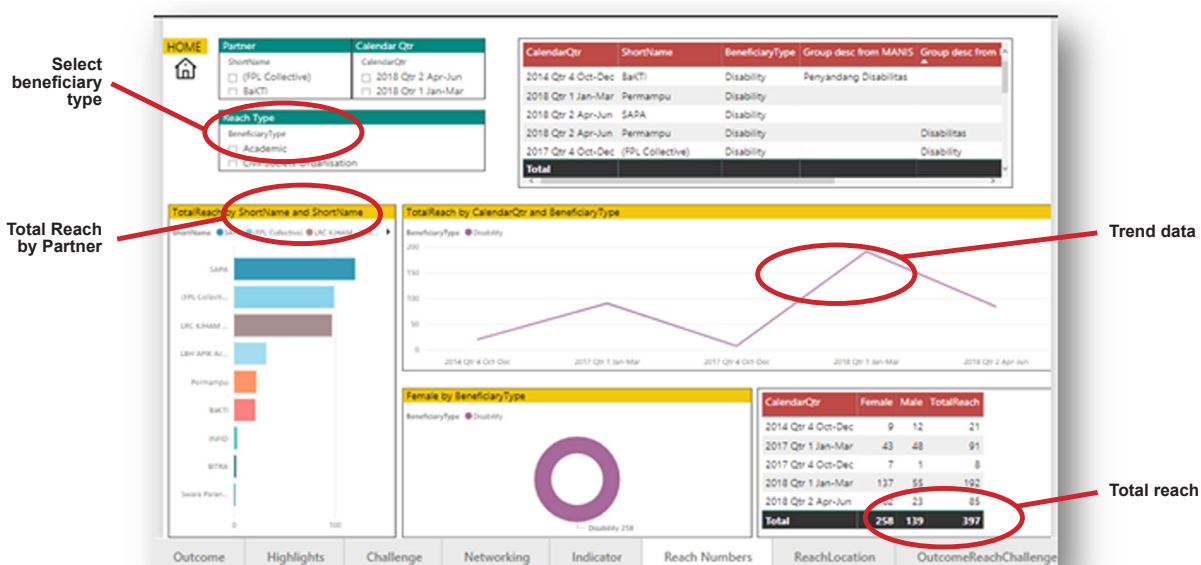 Select
beneficiary
type
HOME
Partner
ShortName
(FPL Collective)
BaKTI
Calendar Qtr
CalendarQtr
2018 Qtr 2 Apr-Jun
2018 Qtr 1 Jan-Mar
Reach Type
BeneficiaryType
Academic
Civil Society Organisation
CalendarQtr ShortName BeneficiaryType Group desc from MANIS Group desc from
2014 Qtr 4 Oct-Dec BaKTI Disability Penyandang Disabilitas
2018 Qtr 1 Jan-Mar Permampu Disability
2018 Qtr 2 Apr-Jun SAPA Disability
2018 Qtr 2 Apr-Jun Permampu Disability Disabilitas
2017 Qtr 4 Oct-Dec (FPL Collective) Disability Disability
Total
Total Reach
by Partner
TotalReach by ShortName and ShortName
ShortName (FPL Collective) LRC KJHAM
SAPA
(FPL Collect...
LRC KJHAM ...
LBH APIK Ac...
Permampu
BaKTI
INFID
BITRA
Swara Paran...
0 100
TotalReach by CalendarQtr and BeneficiaryType
BeneficiaryType Disability
200
150
100
50
0
2014 Qtr 4 Oct-Dec 2017 Qtr 1 Jan-Mar 2017 Qtr 4 Oct-Dec 2018 Qtr 1 Jan-Mar 2018 Qtr 2 Apr-Jun
Trend data
Female by BeneficiaryType
BeneficiaryType Disability
Disability 258
CalendarQtr Female Male TotalReach
2014 Qtr 4 Oct-Dec 9 12 21
2017 Qtr 1 Jan-Mar 43 48 91
2017 Qtr 4 Oct-Dec 7 1 8
2018 Qtr 1 Jan-Mar 137 55 192
2018 Qtr 2 Apr-Jun 62 23 85
Total 258 139 397
Total reach
Outcome Highlights Challenge Networking Indicator Reach Numbers ReachLocation OutcomeReachChallenge